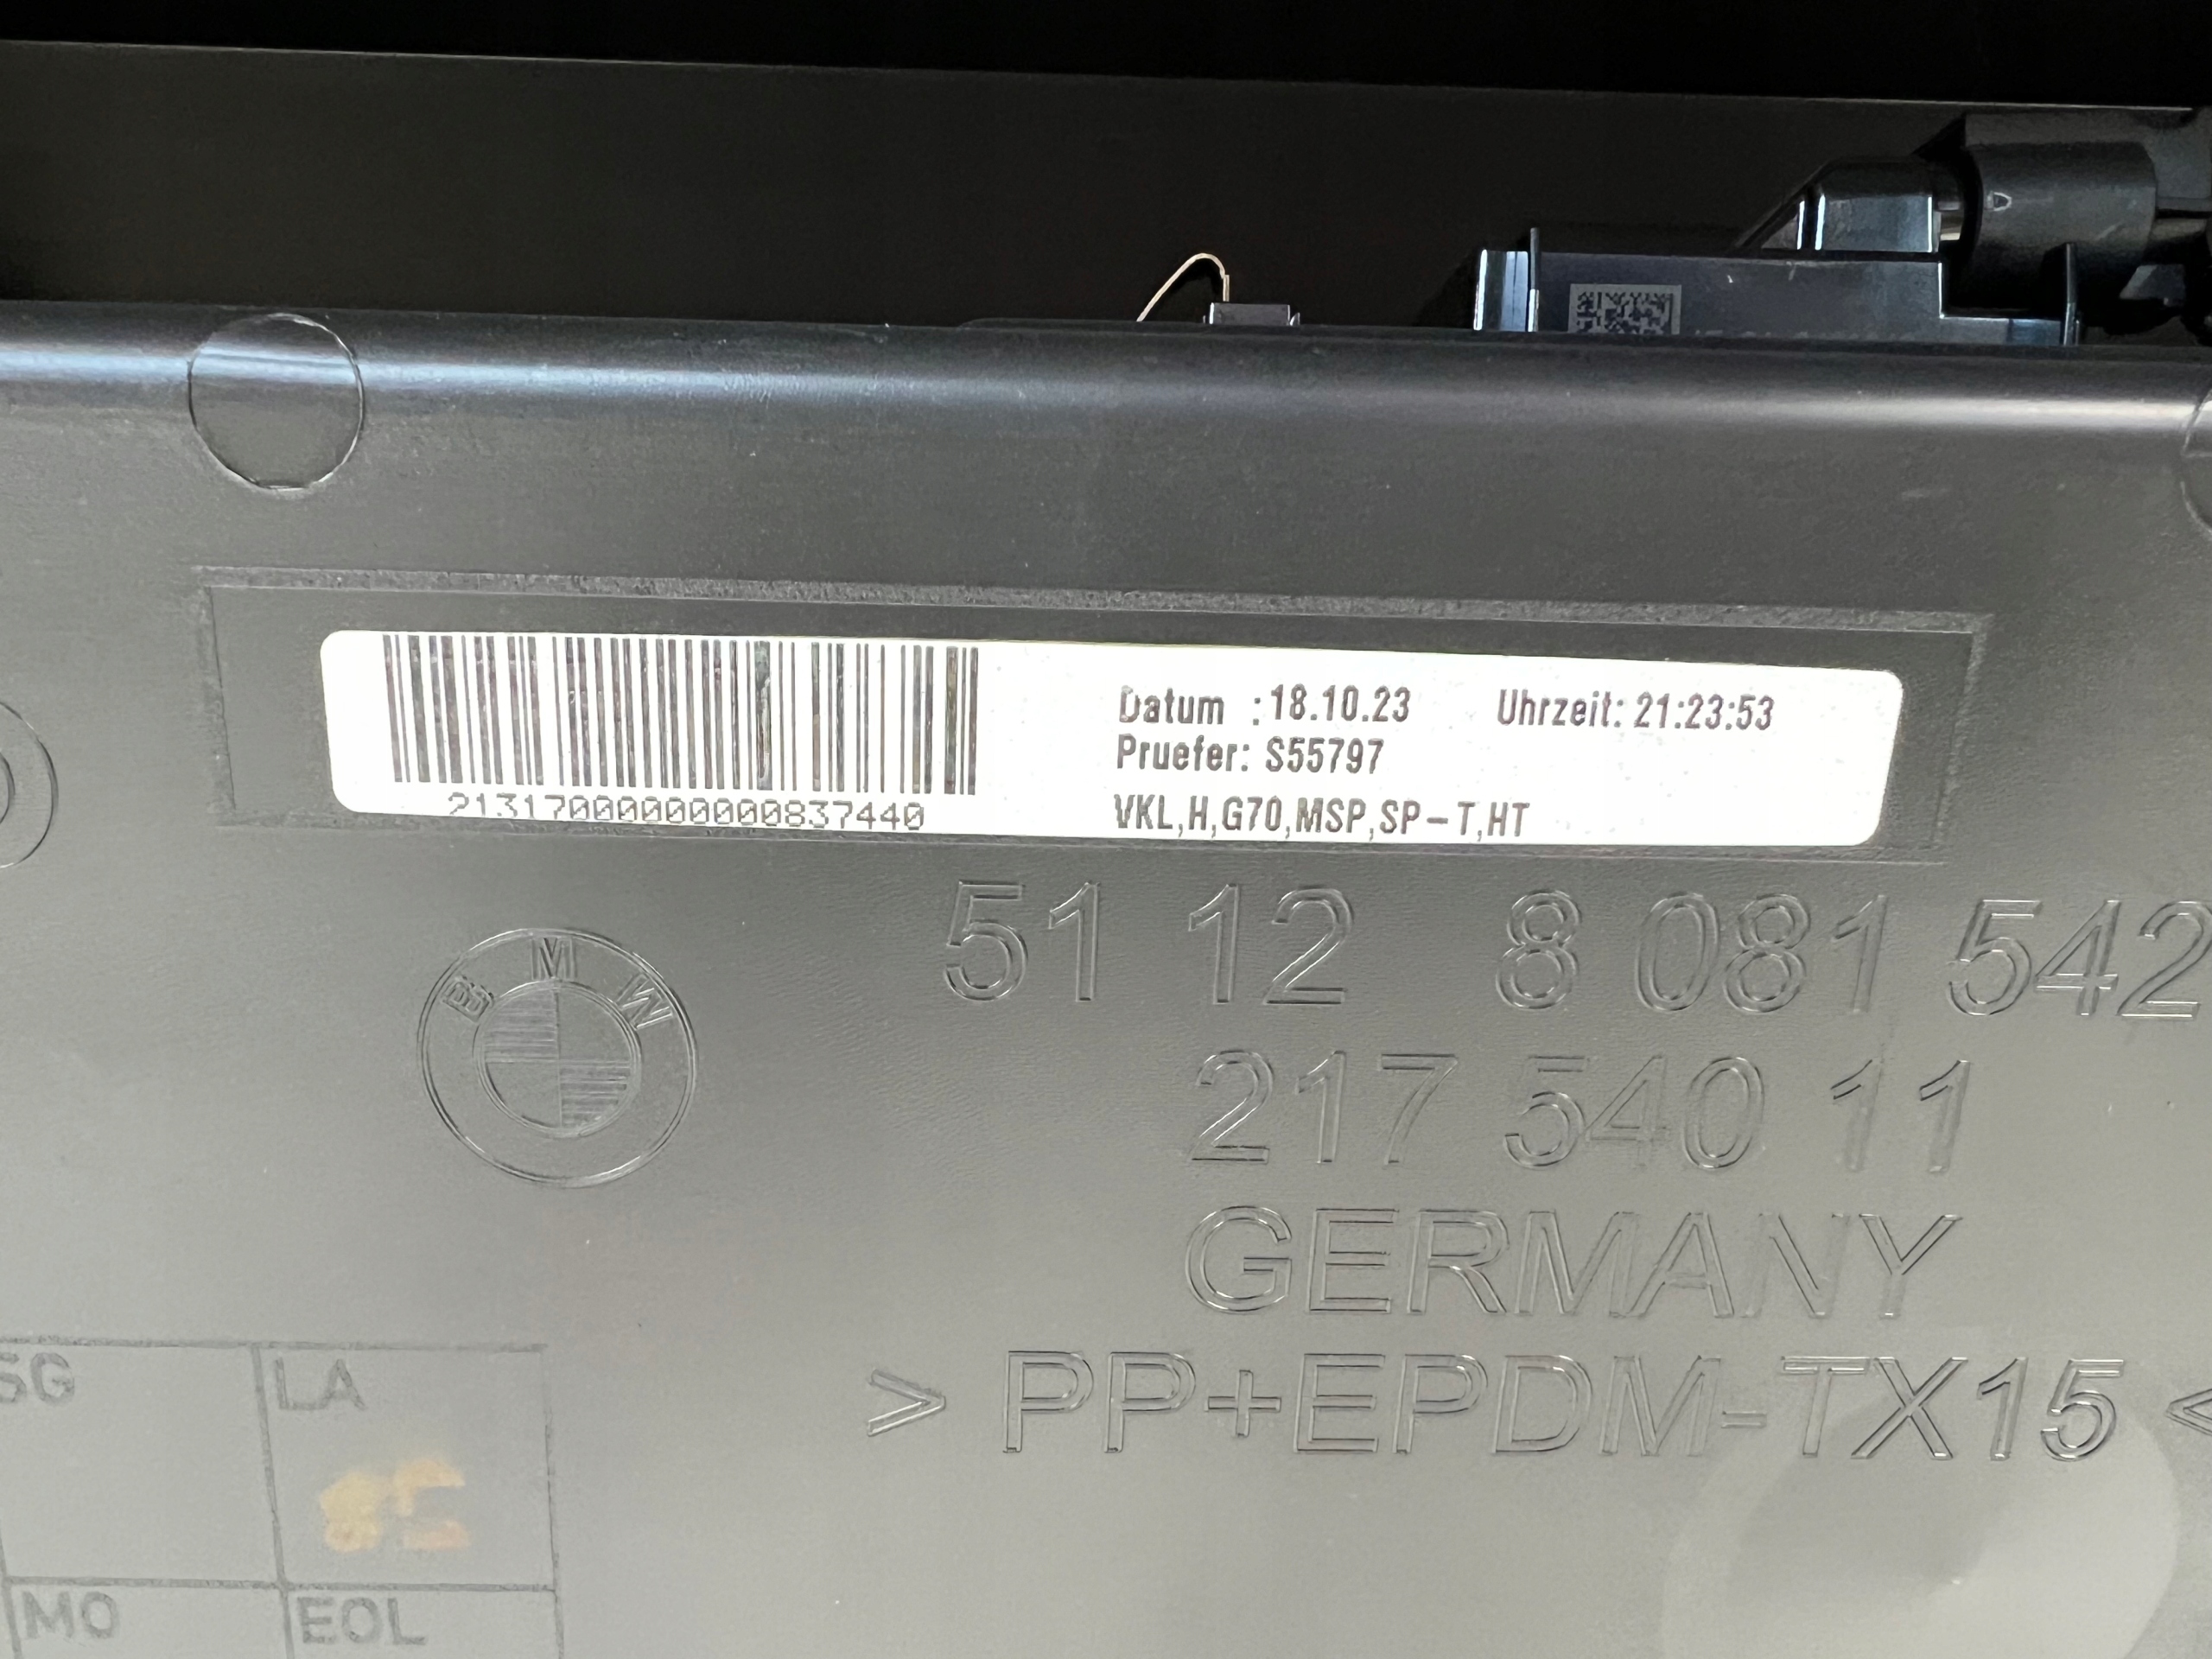 Datum :18.10.23 Uhrzeit: 21:23:53
Pruefer: S55797
213170000000000837440
VKL,H,G70,MSP,SP-T,HT
51 12 8 081 542
BMW
217 540 11
GERMANY
> PP+EPDM-TX15 <
SG LA
MO EOL